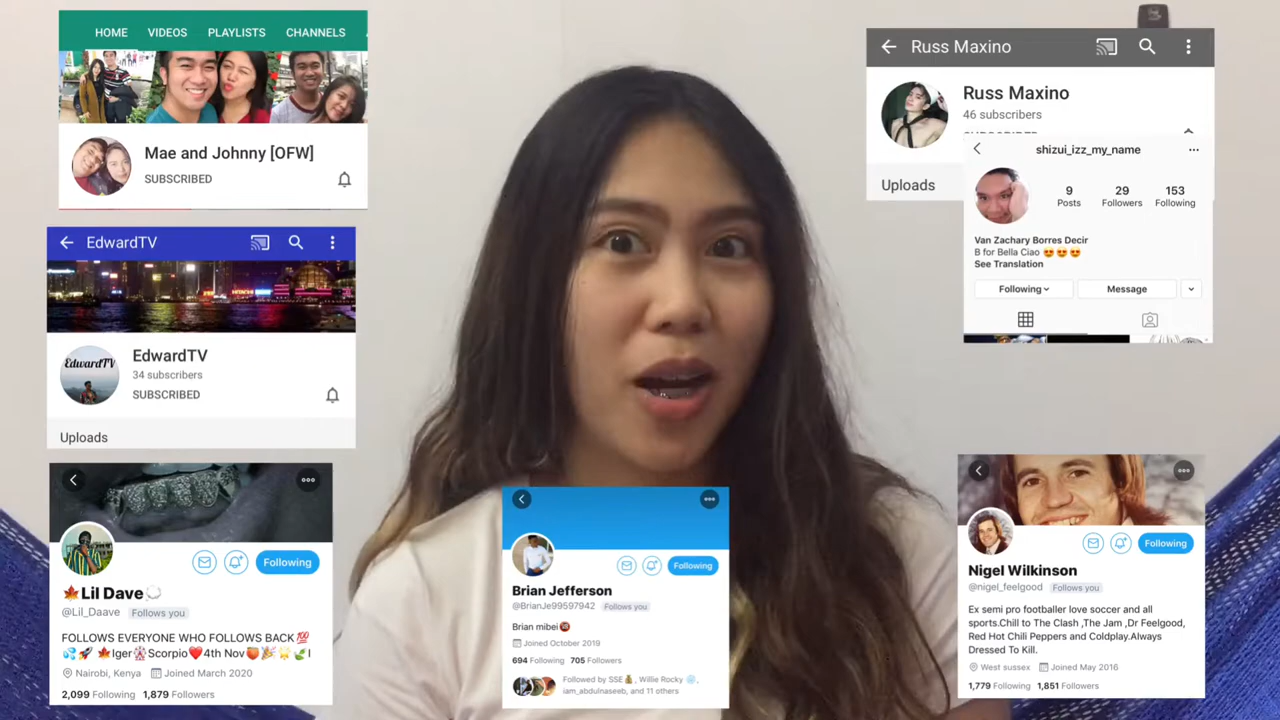 HOME VIDEOS PLAYLISTS CHANNELS
Mae and Johnny [OFW]
SUBSCRIBED
EdwardTV
EdwardTV
EdwardTV
34 subscribers
SUBSCRIBED
Uploads
Following
Lil Dave
@Lil_Daave Follows you
FOLLOWS EVERYONE WHO FOLLOWS BACK💯
💦🚀 🍁Iger🎡Scorpio❤️4th Nov🍑🎉🌟🍃I
Nairobi, Kenya Joined March 2020
2,099 Following 1,879 Followers
Following
Brian Jefferson
@BrianJe99597942 Follows you
Brian mibei🔞
Joined October 2019
694 Following 705 Followers
Followed by SSE💰, Willie Rocky
iam_abdulnaseeb, and 11 others
Russ Maxino
Russ Maxino
46 subscribers
SUBSCRIBED
Uploads
shizui_izz_my_name
9 29 153
Posts Followers Following
Van Zachary Borres Decir
B for Bella Ciao 😍😍😍
See Translation
Following Message
Following
Nigel Wilkinson
@nigel_feelgood Follows you
Ex semi pro footballer love soccer and all
sports.Chill to The Clash ,The Jam ,Dr Feelgood,
Red Hot Chili Peppers and Coldplay.Always
Dressed To Kill.
West sussex Joined May 2016
1,779 Following 1,851 Followers